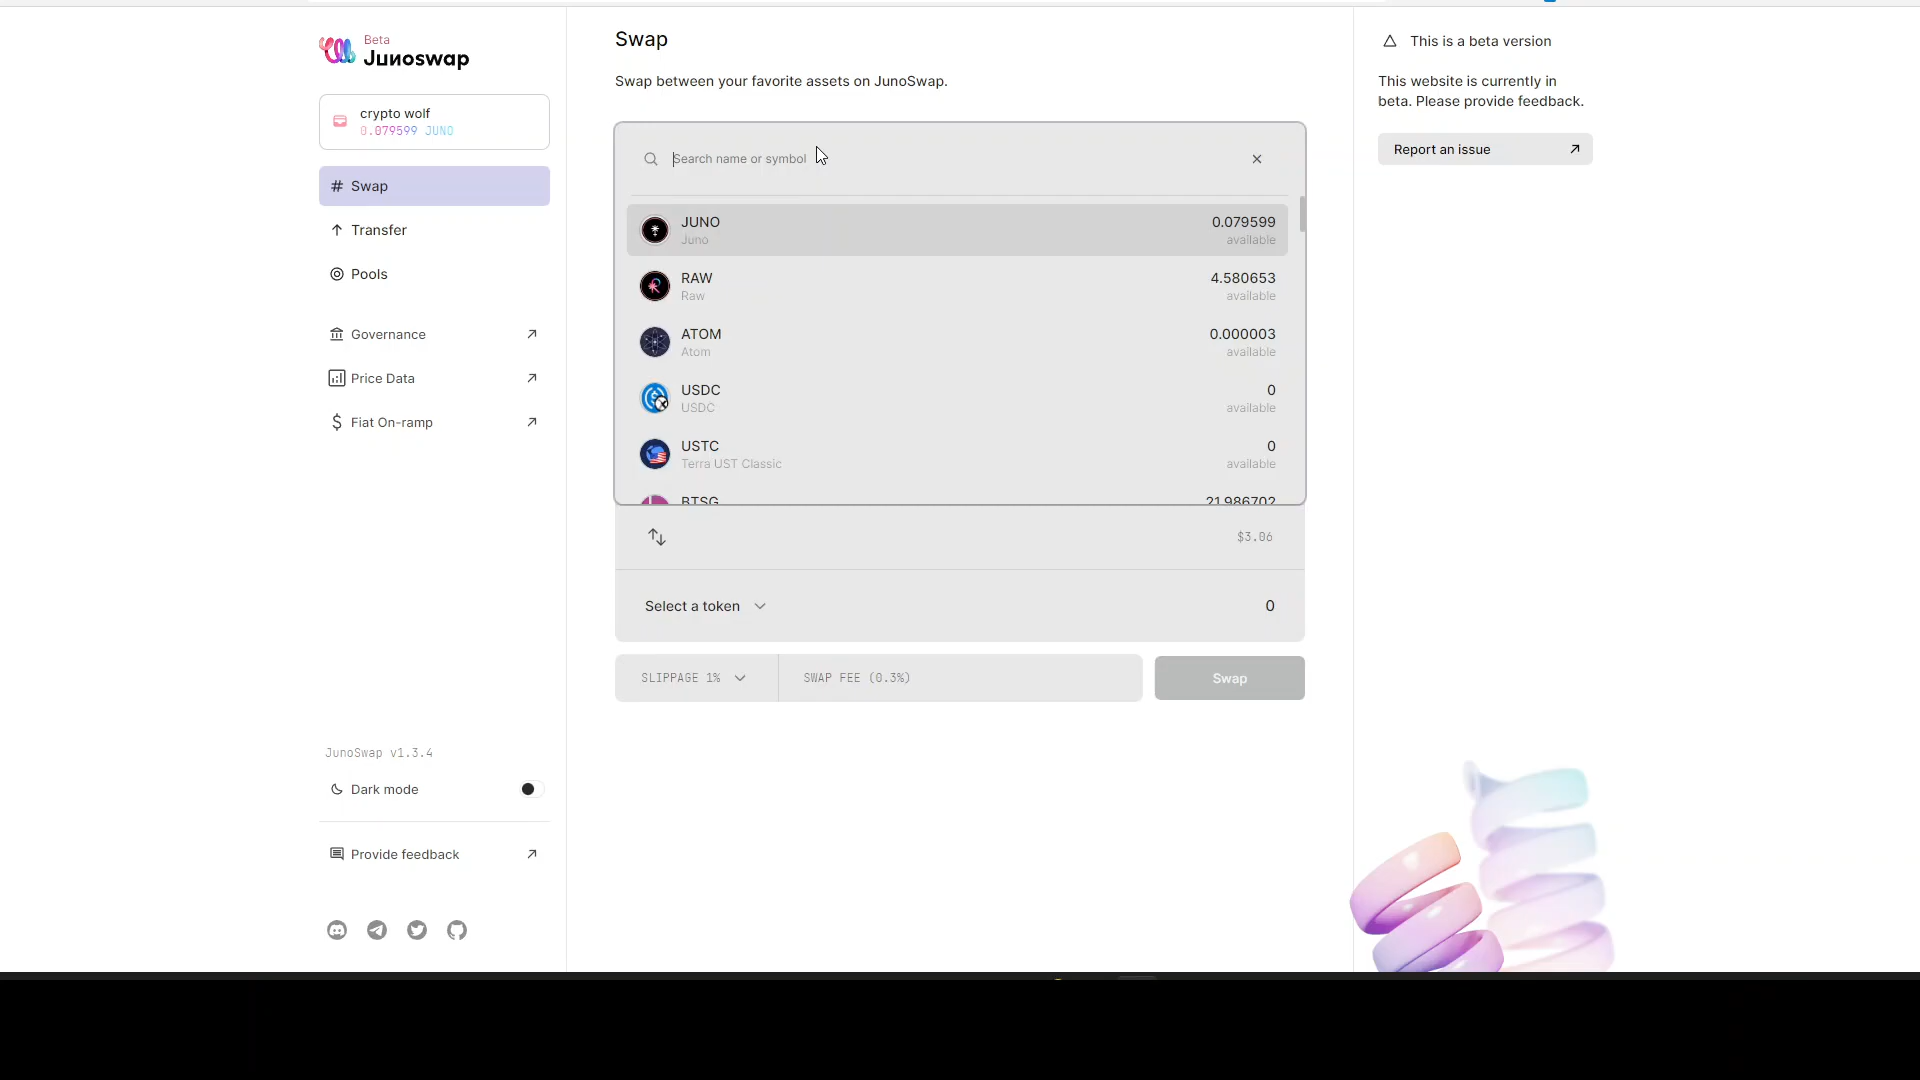 Beta
Junoswap
crypto wolf
0.079599 JUNO
# Swap
Transfer
Pools
Governance
Price Data
Fiat On-ramp
JunoSwap v1.3.4
Dark mode
Provide feedback
Swap
Swap between your favorite assets on JunoSwap.
Search name or symbol
JUNO
Juno
0.079599
available
RAW
Raw
4.580653
available
ATOM
Atom
0.000003
available
USDC
USDC
0
available
USTC
Terra UST Classic
0
available
BTSG
21.986702
$3.06
Select a token
0
SLIPPAGE 1%
SWAP FEE (0.3%)
Swap
This is a beta version
This website is currently in
beta. Please provide feedback.
Report an issue